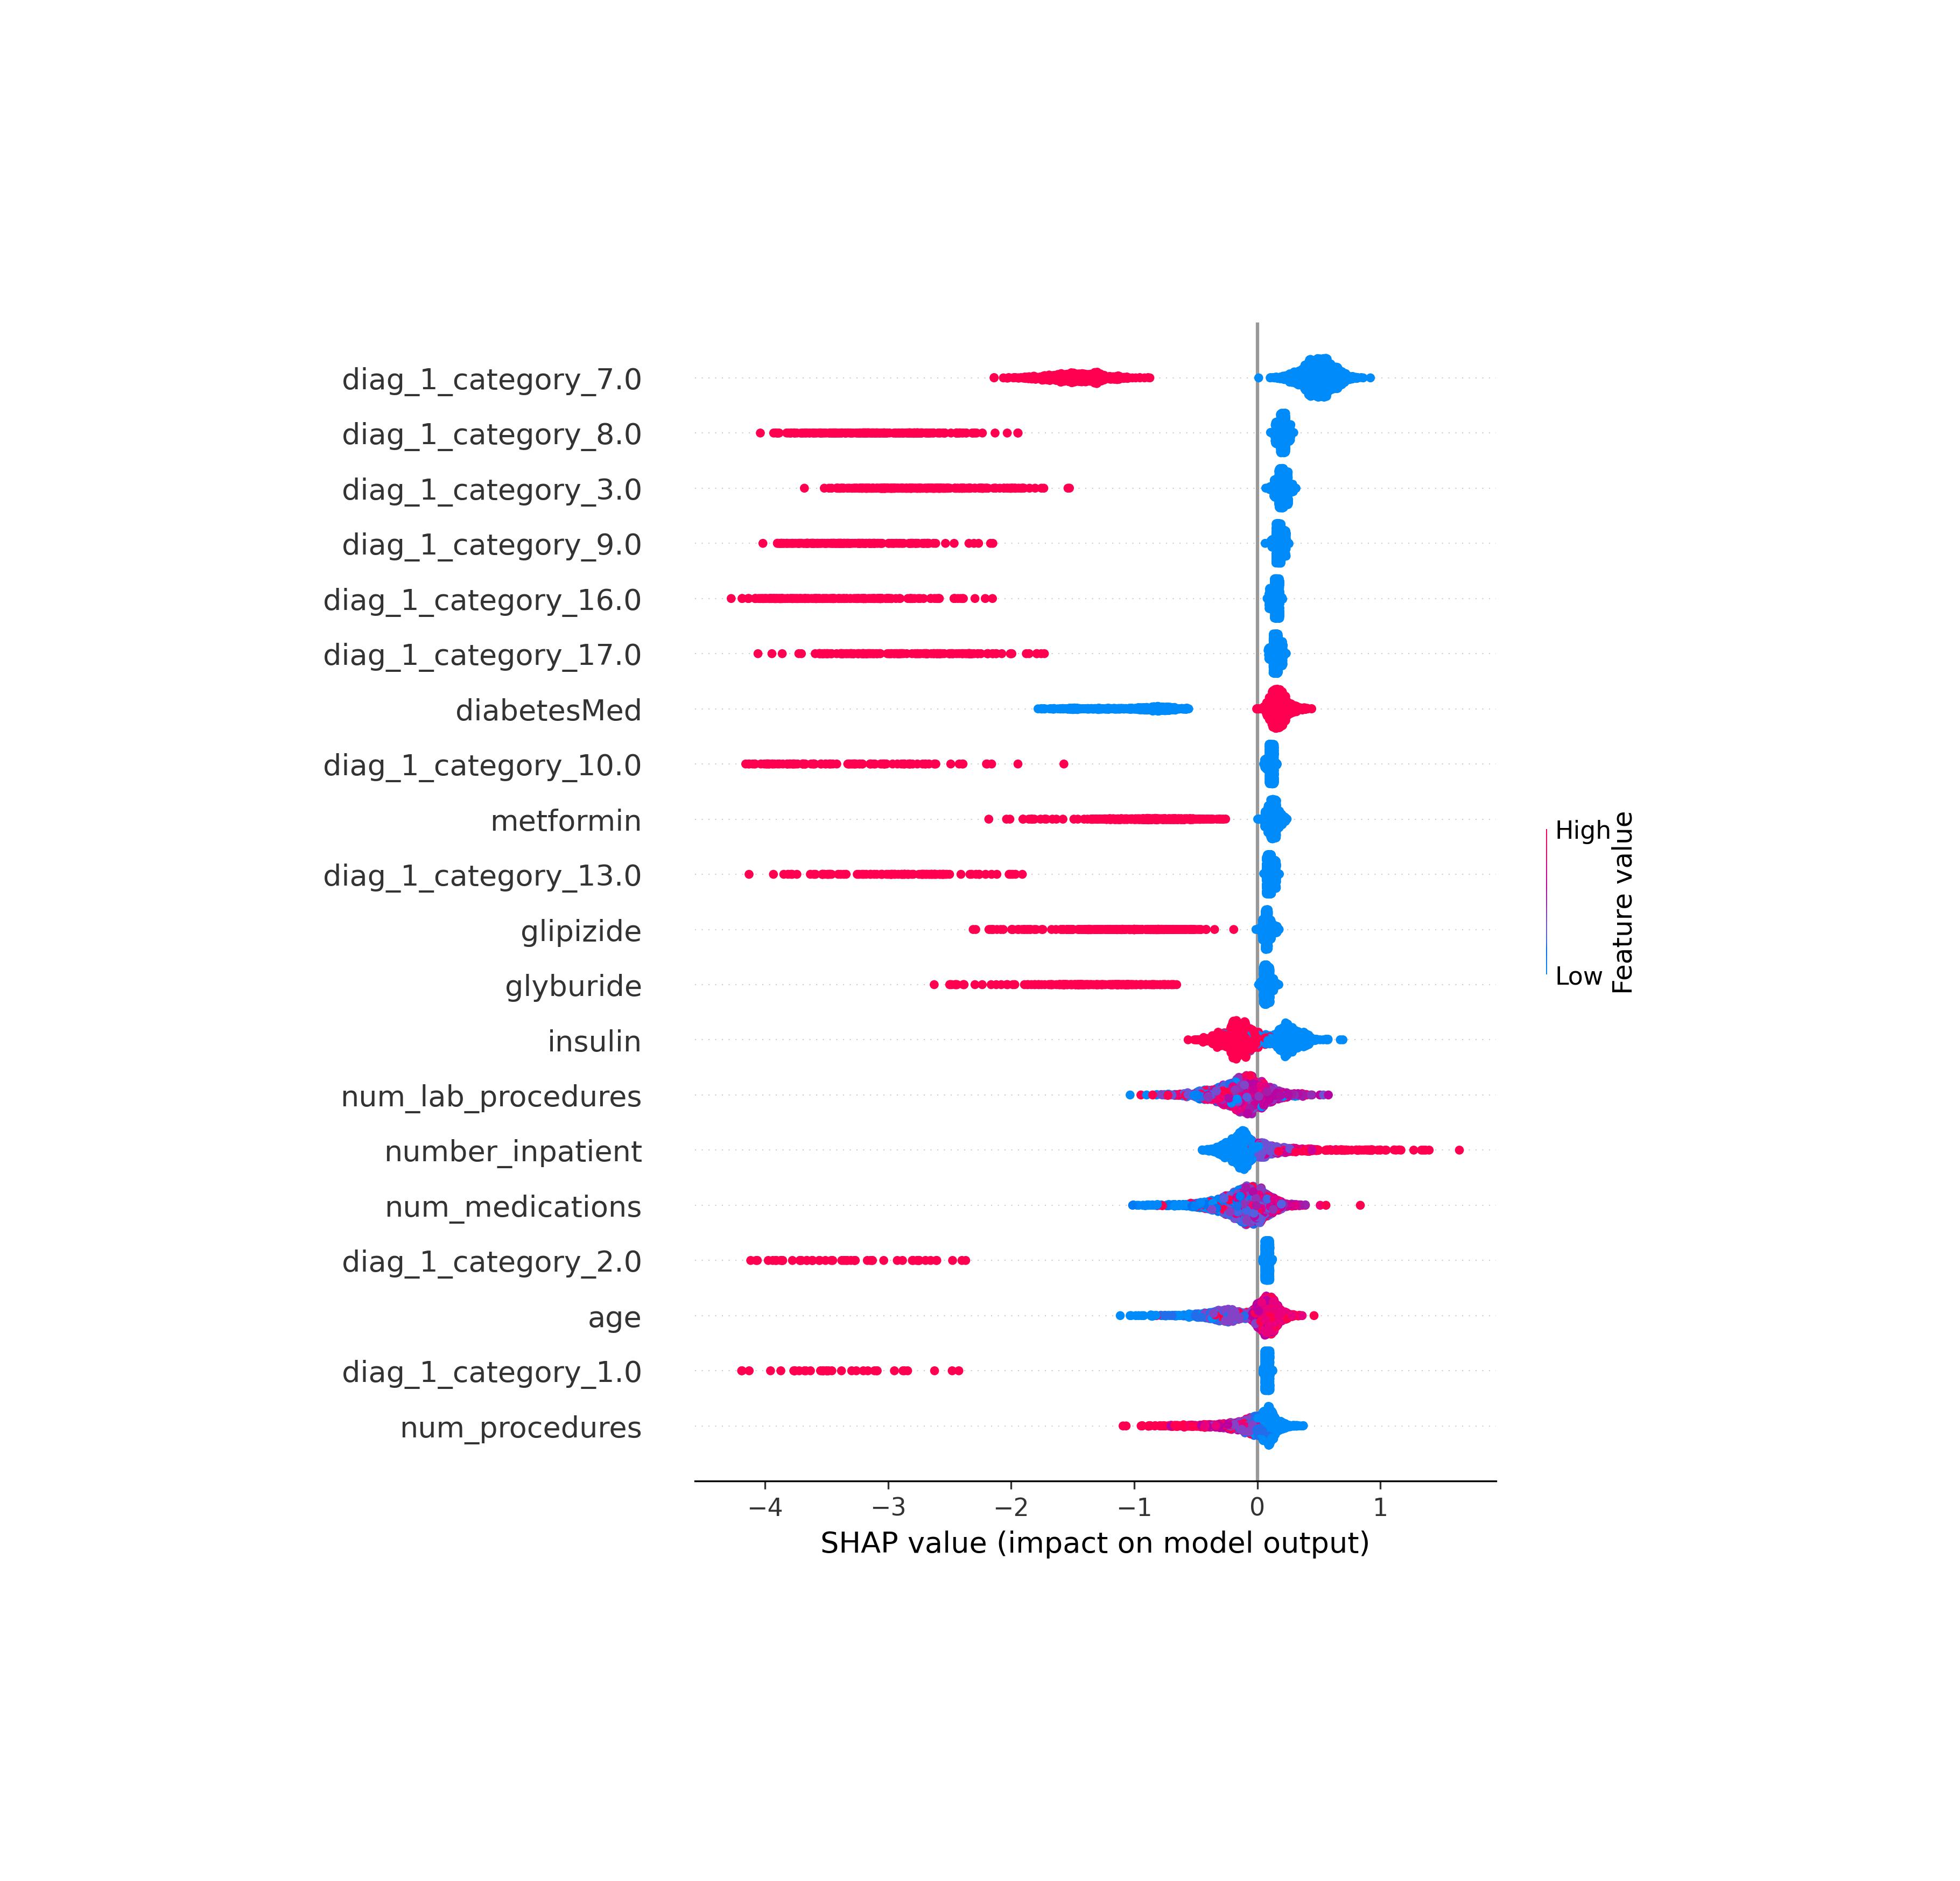 diag_1_category_7.0
diag_1_category_8.0
diag_1_category_3.0
diag_1_category_9.0
diag_1_category_16.0
diag_1_category_17.0
diabetesMed
diag_1_category_10.0
metformin
diag_1_category_13.0
glipizide
glyburide
insulin
num_lab_procedures
number_inpatient
num_medications
diag_1_category_2.0
age
diag_1_category_1.0
num_procedures
−4 −3 −2 −1 0 1
SHAP value (impact on model output)
High
Low
Feature value